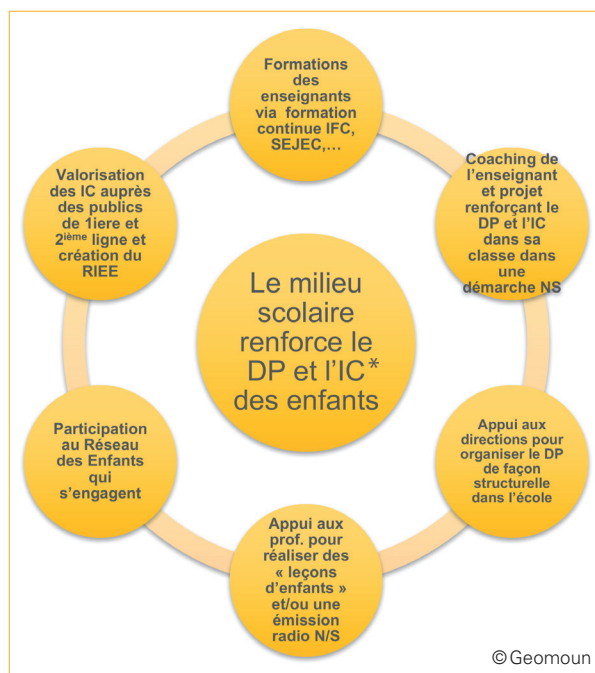 Formations
des
enseignants
via formation
continue IFC,
SEJEC,...
Coaching de
l'enseignant
et projet
renforçant le
DP et l'IC
dans sa
classe dans
une
démarche NS
Appui aux
directions pour
organiser le DP
de façon
structurelle
dans l'école
Appui aux
prof. pour
réaliser des
« leçons
d'enfants »
et/ou une
émission
radio N/S
Participation
au Réseau
des Enfants
qui
s'engagent
Valorisation
des IC auprès
des publics
de 1iere et
2ième ligne et
création du
RIEE
Le milieu
scolaire
renforce le
DP et l'IC*
des enfants
©Geomoun